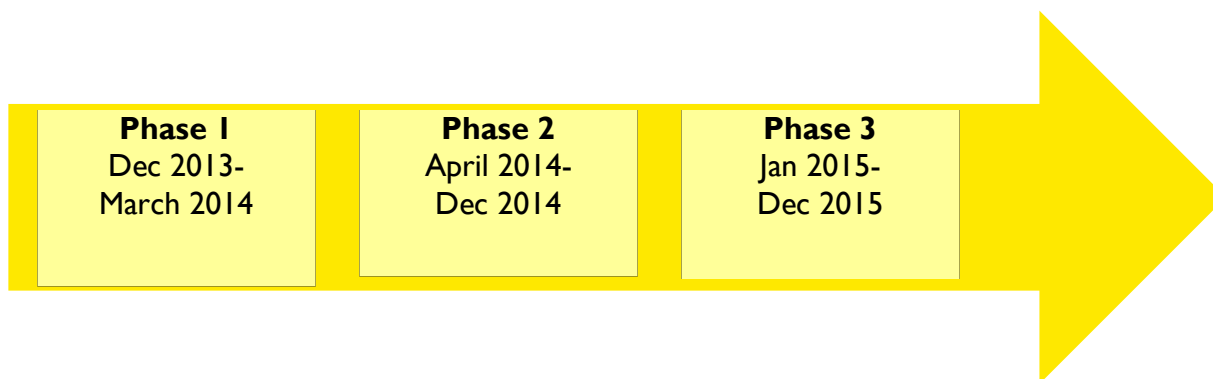 Phase 1
Dec 2013-
March 2014
Phase 2
April 2014-
Dec 2014
Phase 3
Jan 2015-
Dec 2015